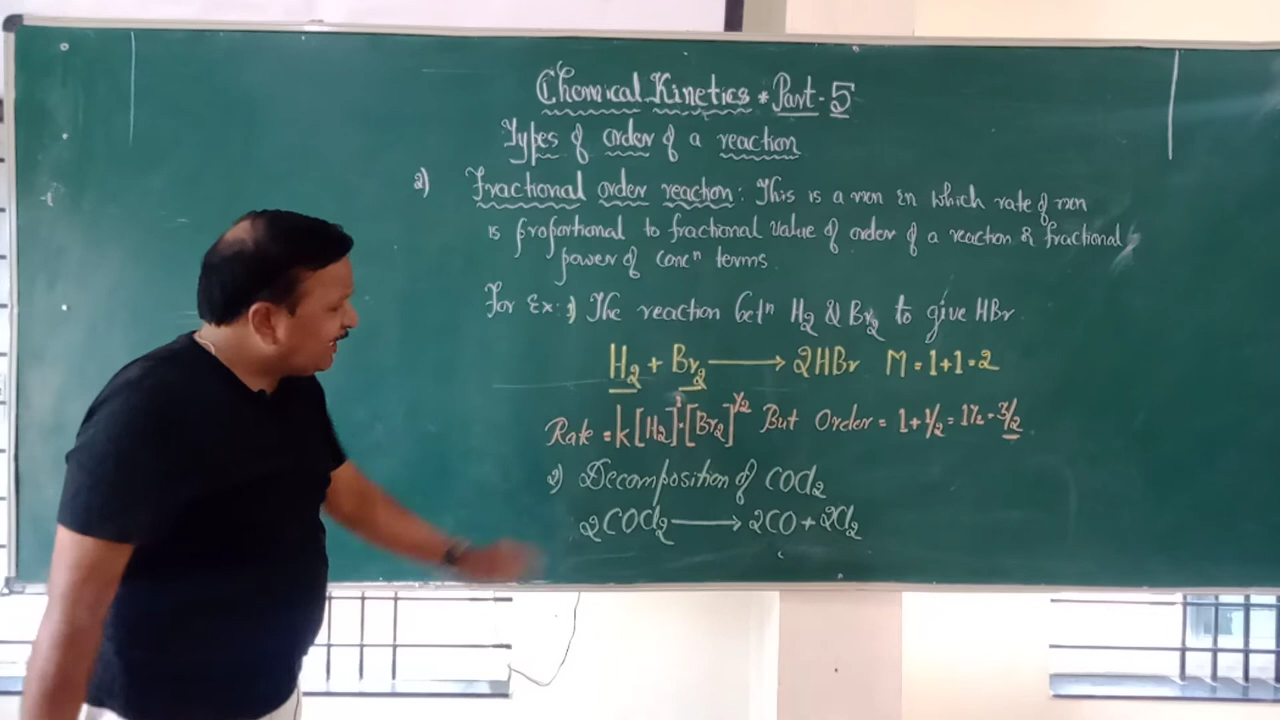 Chemical Kinetics * Part - 5
Types of order of a reaction
2) Fractional order reaction : This is a rxn in which rate of rxn
is proportional to fractional value of order of a reaction & fractional
power of concⁿ terms.
For Ex : 1) The reaction betⁿ H₂ & Br₂ to give HBr.
H₂ + Br₂ ⟶ 2HBr M = 1+1 = 2
Rate = k[H₂]¹·[Br₂]^1/2 But Order = 1+1/2 = 1½ = 3/2
2) Decomposition of COCl₂
2COCl₂ ⟶ 2CO + 2Cl₂